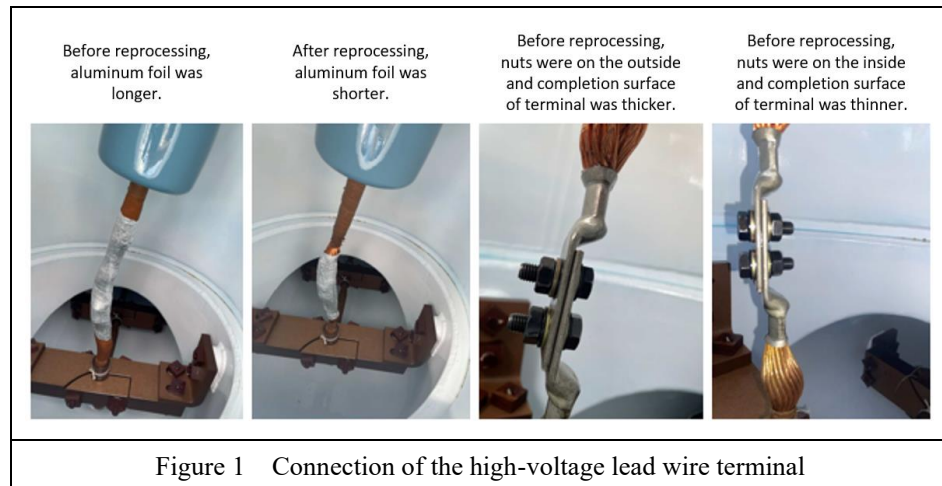 Before reprocessing,
aluminum foil was
longer.
After reprocessing,
aluminum foil was
shorter.
Before reprocessing,
nuts were on the outside
and completion surface
of terminal was thicker.
Before reprocessing,
nuts were on the inside
and completion surface
of terminal was thinner.
Figure 1 Connection of the high-voltage lead wire terminal